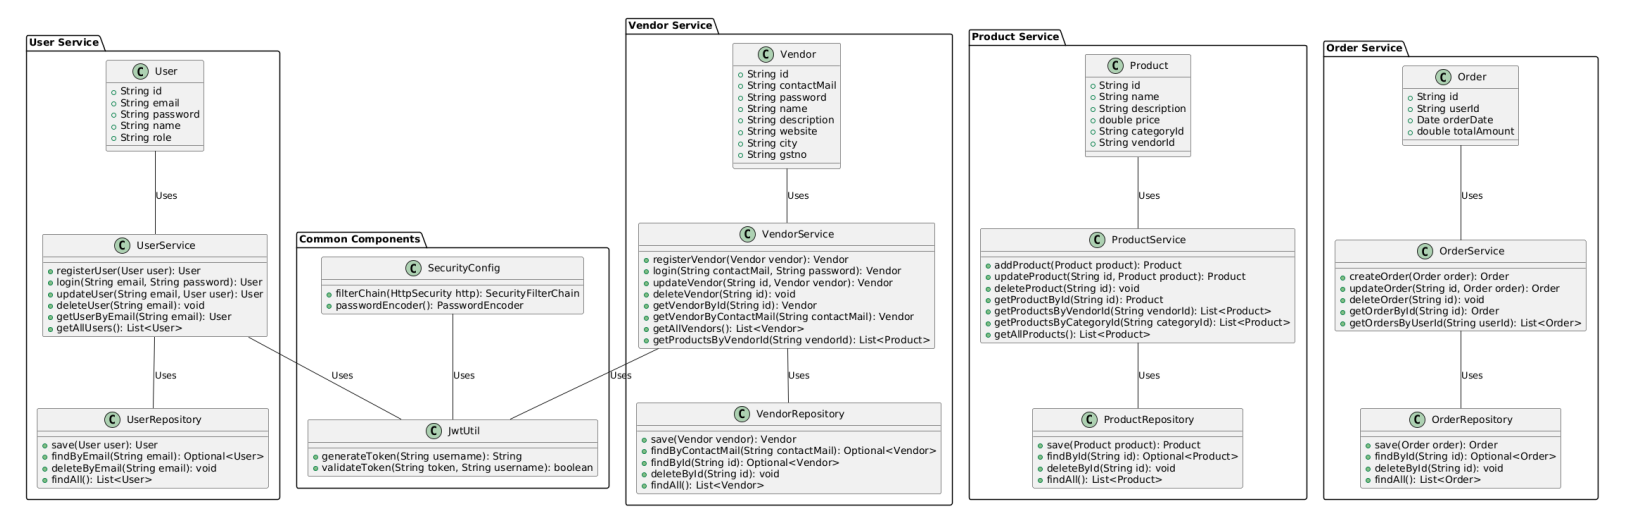 User Service
C User
String id
String email
String password
String name
String role
Uses
C UserService
registerUser(User user): User
login(String email, String password): User
updateUser(String email, User user): User
deleteUser(String email): void
getUserByEmail(String email): User
getAllUsers(): List<User>
Uses
Uses
C UserRepository
save(User user): User
findByEmail(String email): Optional<User>
deleteByEmail(String email): void
findAll(): List<User>
Common Components
C SecurityConfig
filterChain(HttpSecurity http): SecurityFilterChain
passwordEncoder(): PasswordEncoder
Uses
C JwtUtil
generateToken(String username): String
validateToken(String token, String username): boolean
Vendor Service
C Vendor
String id
String contactMail
String password
String name
String description
String website
String city
String gstno
Uses
C VendorService
registerVendor(Vendor vendor): Vendor
login(String contactMail, String password): Vendor
updateVendor(String id, Vendor vendor): Vendor
deleteVendor(String id): void
getVendorById(String id): Vendor
getVendorByContactMail(String contactMail): Vendor
getAllVendors(): List<Vendor>
getProductsByVendorId(String vendorId): List<Product>
Uses
Uses
C VendorRepository
save(Vendor vendor): Vendor
findByContactMail(String contactMail): Optional<Vendor>
findById(String id): Optional<Vendor>
deleteById(String id): void
findAll(): List<Vendor>
Product Service
C Product
String id
String name
String description
double price
String categoryId
String vendorId
Uses
C ProductService
addProduct(Product product): Product
updateProduct(String id, Product product): Product
deleteProduct(String id): void
getProductById(String id): Product
getProductsByVendorId(String vendorId): List<Product>
getProductsByCategoryId(String categoryId): List<Product>
getAllProducts(): List<Product>
Uses
C ProductRepository
save(Product product): Product
findById(String id): Optional<Product>
deleteById(String id): void
findAll(): List<Product>
Order Service
C Order
String id
String userId
Date orderDate
double totalAmount
Uses
C OrderService
createOrder(Order order): Order
updateOrder(String id, Order order): Order
deleteOrder(String id): void
getOrderById(String id): Order
getOrdersByUserId(String userId): List<Order>
Uses
C OrderRepository
save(Order order): Order
findById(String id): Optional<Order>
deleteById(String id): void
findAll(): List<Order>